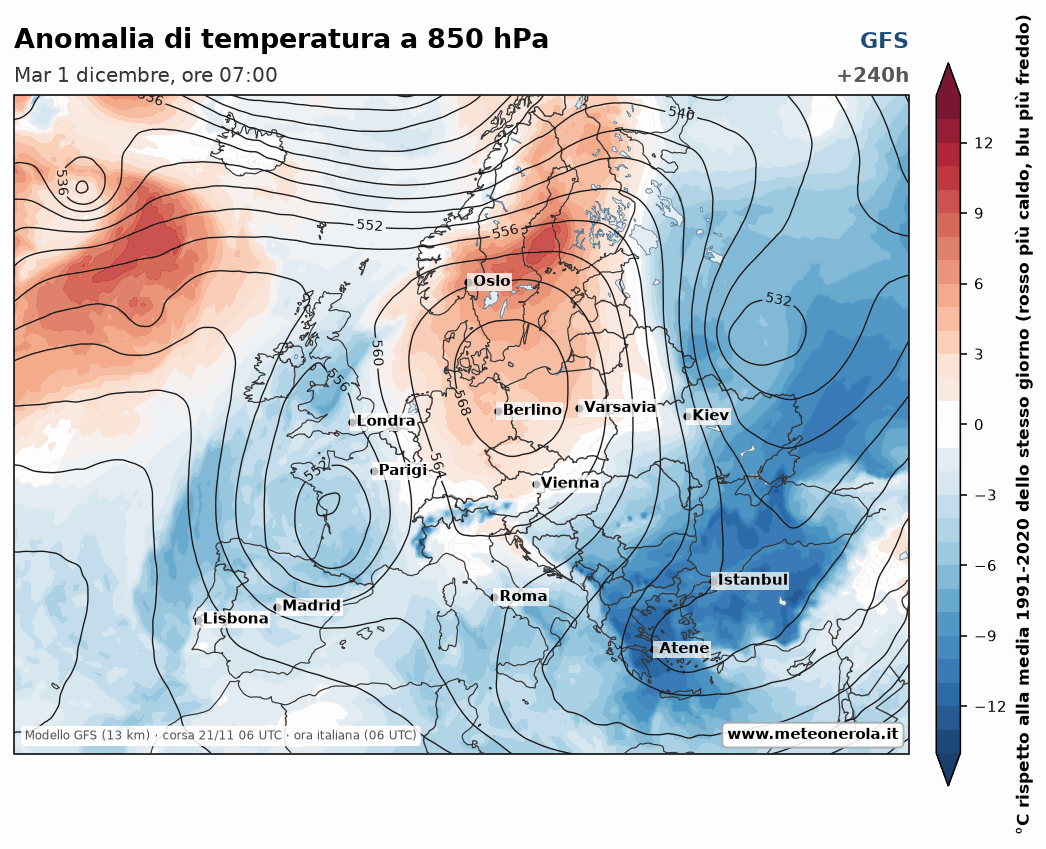 Anomalia di temperatura a 850 hPa
GFS
Mar 1 dicembre, ore 07:00
+240h
536
546
536
552
556
532
560
556
568
564
552
Oslo
Berlino
Varsavia
Kiev
Londra
Parigi
Vienna
Istanbul
Roma
Madrid
Lisbona
Atene
Modello GFS (13 km) · corsa 21/11 06 UTC · ora italiana (06 UTC)
www.meteonerola.it
12
9
6
3
0
−3
−6
−9
−12
°C rispetto alla media 1991-2020 dello stesso giorno (rosso più caldo, blu più freddo)